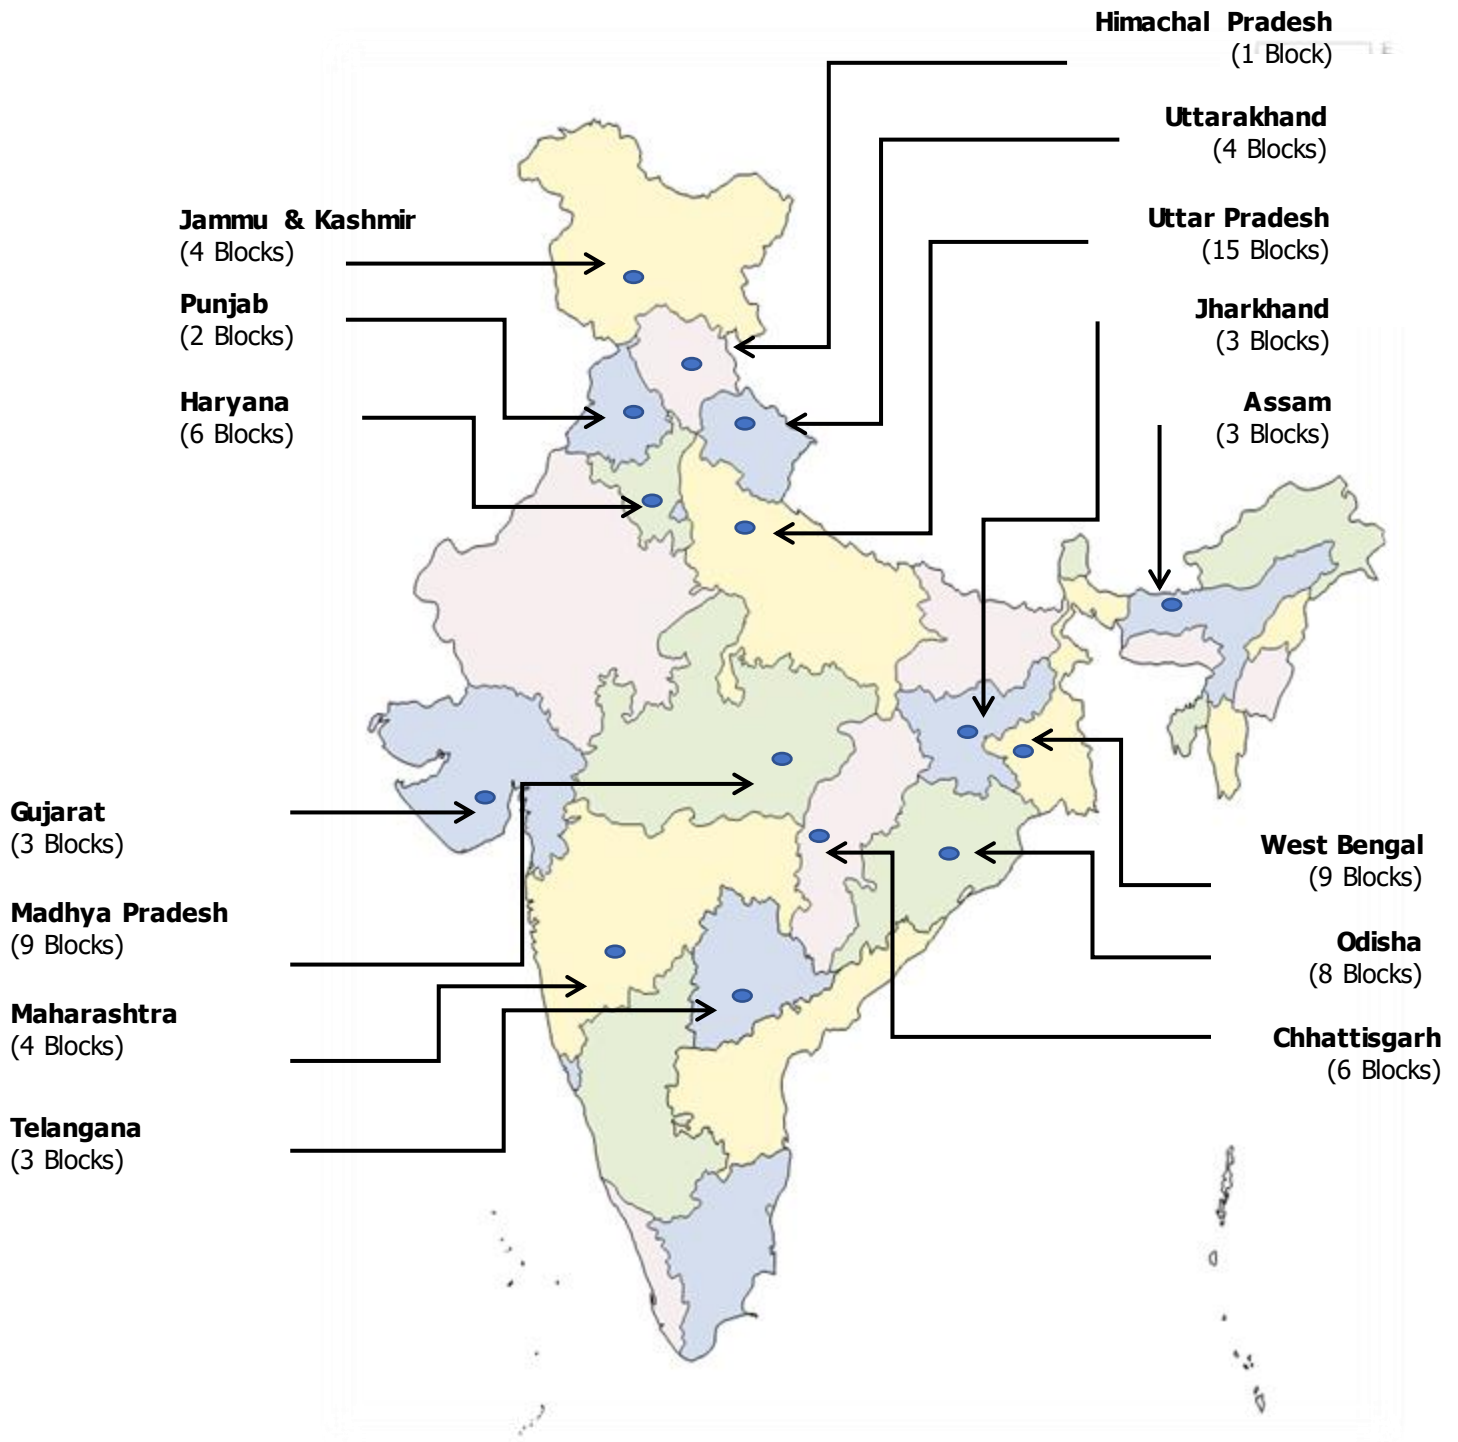 Himachal Pradesh
(1 Block)
Uttarakhand
(4 Blocks)
Uttar Pradesh
(15 Blocks)
Jammu & Kashmir
(4 Blocks)
Punjab
(2 Blocks)
Jharkhand
(3 Blocks)
Haryana
(6 Blocks)
Assam
(3 Blocks)
Gujarat
(3 Blocks)
West Bengal
(9 Blocks)
Madhya Pradesh
(9 Blocks)
Odisha
(8 Blocks)
Maharashtra
(4 Blocks)
Chhattisgarh
(6 Blocks)
Telangana
(3 Blocks)